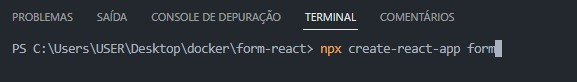 PROBLEMAS SAÍDA CONSOLE DE DEPURAÇÃO TERMINAL COMENTÁRIOS
PS C:\Users\USER\Desktop\docker\form-react> npx create-react-app form